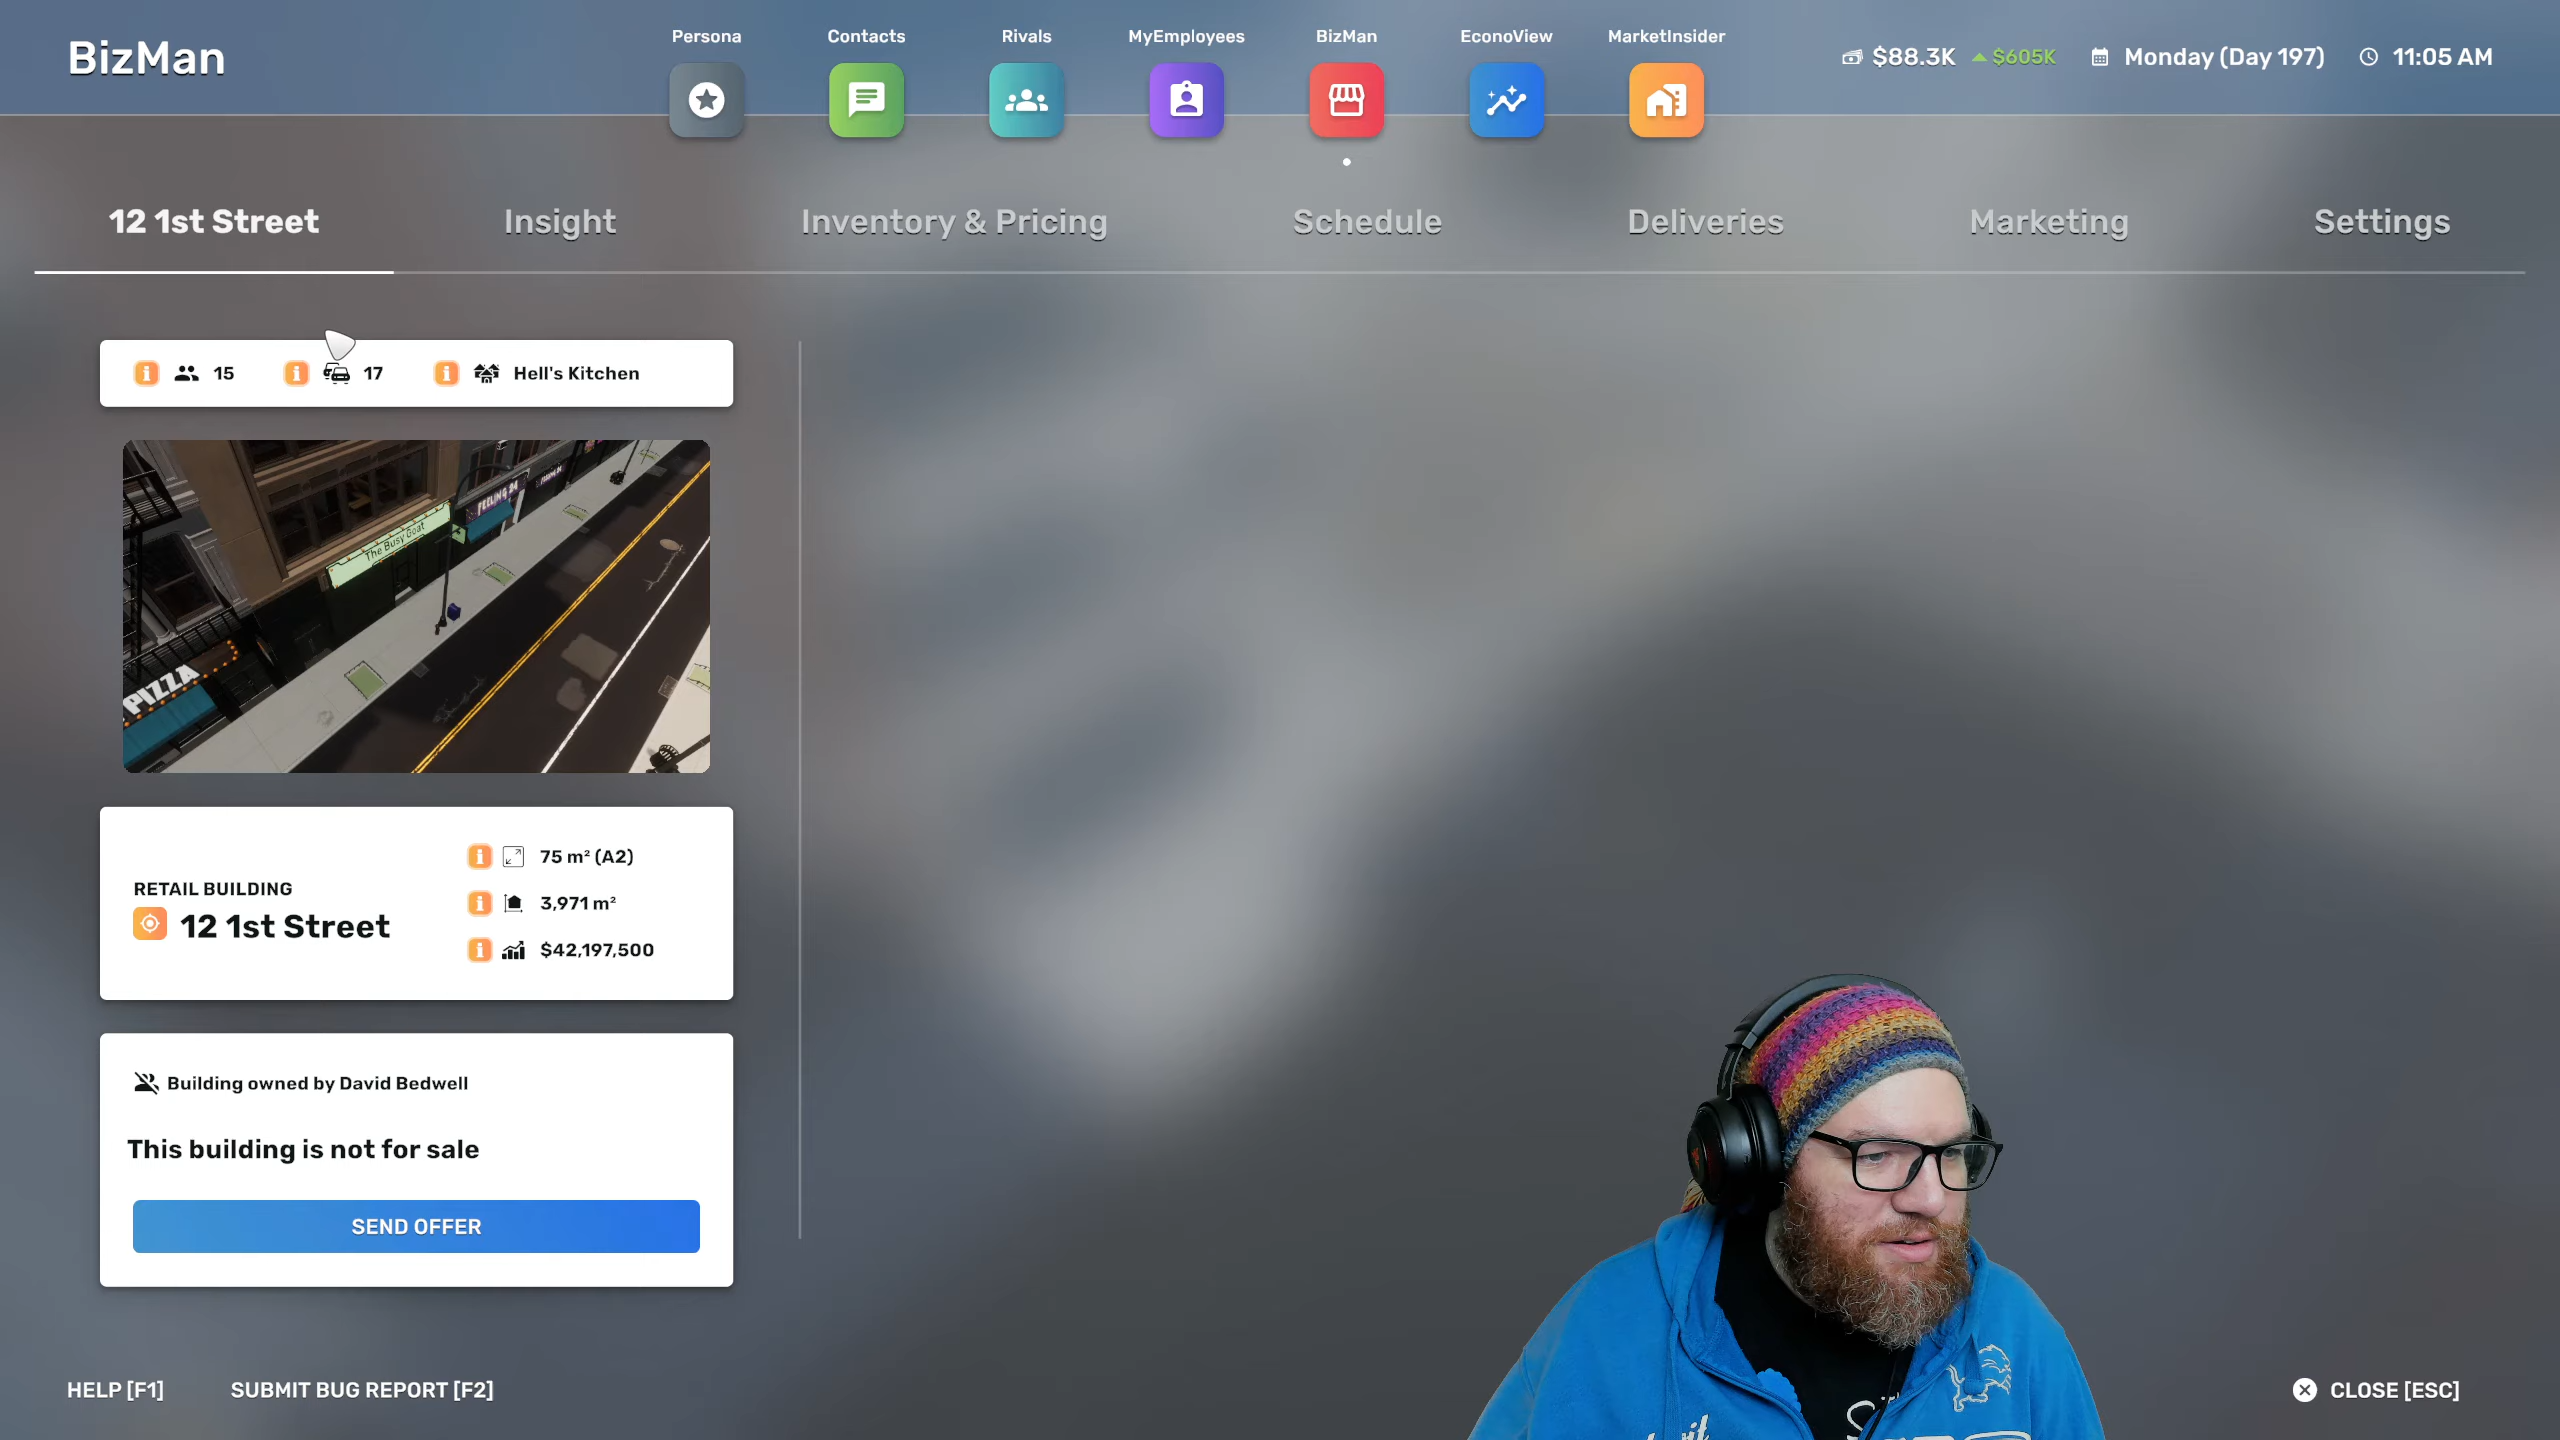 BizMan
Persona
Contacts
Rivals
MyEmployees
BizMan
EconoView
MarketInsider
$88.3K
$605K
Monday (Day 197)
11:05 AM
12 1st Street
Insight
Inventory & Pricing
Schedule
Deliveries
Marketing
Settings
15
17
Hell's Kitchen
The Busy Goat
FEELING 24
PIZZA
RETAIL BUILDING
12 1st Street
75 m² (A2)
3,971 m²
$42,197,500
Building owned by David Bedwell
This building is not for sale
SEND OFFER
HELP [F1]
SUBMIT BUG REPORT [F2]
CLOSE [ESC]